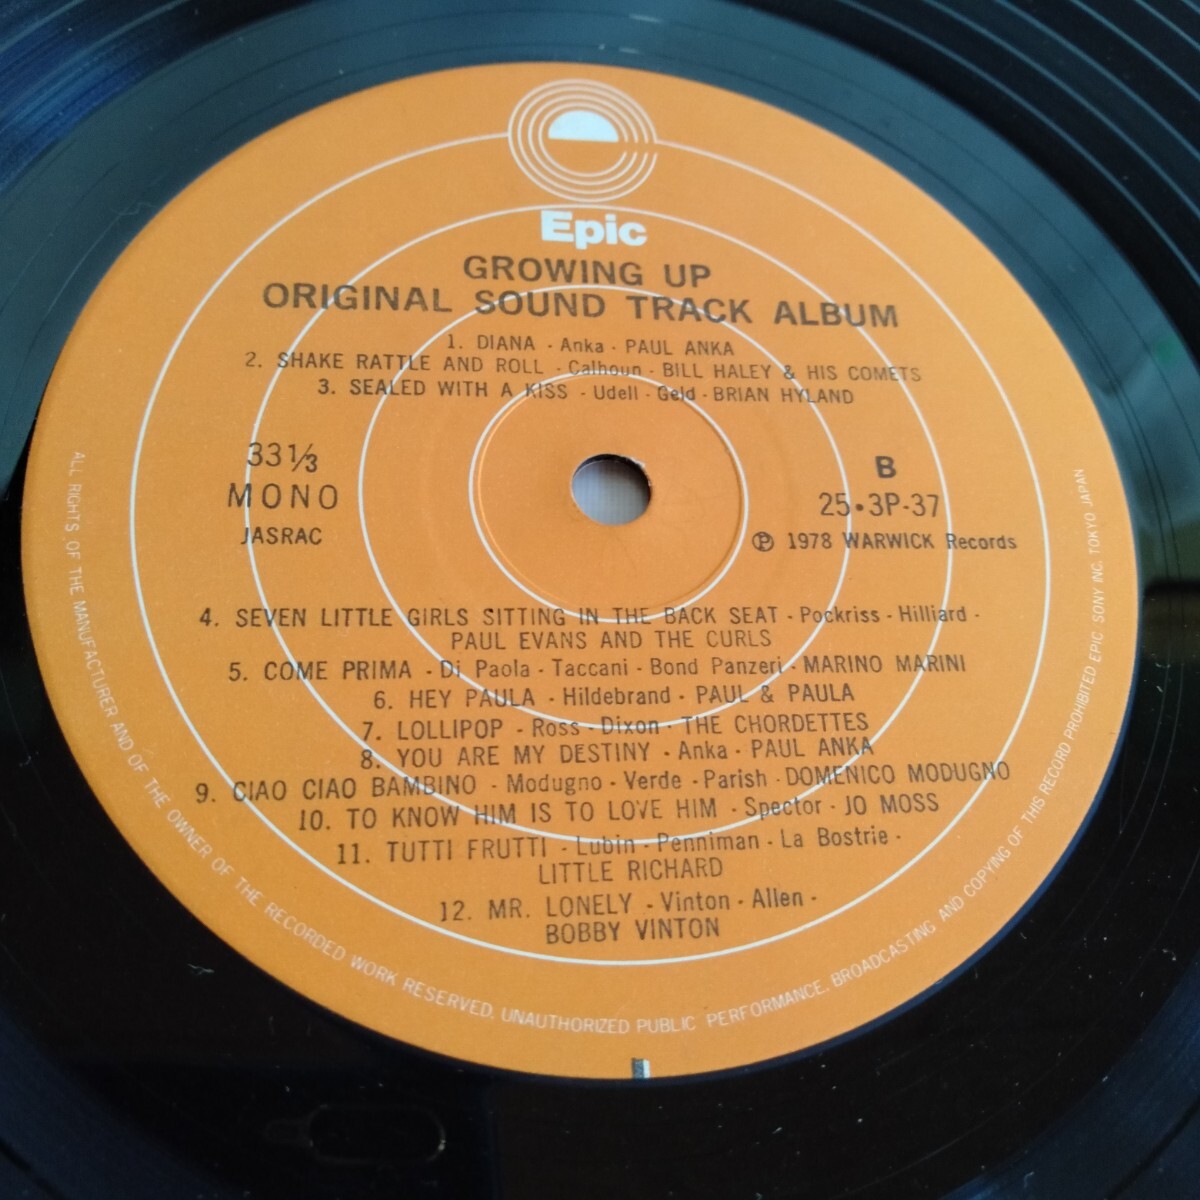 Epic
GROWING UP
ORIGINAL SOUND TRACK ALBUM
1. DIANA - Anka - PAUL ANKA
2. SHAKE RATTLE AND ROLL - Calhoun - BILL HALEY & HIS COMETS
3. SEALED WITH A KISS - Udell - Geld - BRIAN HYLAND
33⅓
MONO
JASRAC
B
25・3P-37
Ⓟ 1978 WARWICK Records
4. SEVEN LITTLE GIRLS SITTING IN THE BACK SEAT - Pockriss - Hilliard -
PAUL EVANS AND THE CURLS
5. COME PRIMA - Di Paola - Taccani - Bond Panzeri - MARINO MARINI
6. HEY PAULA - Hildebrand - PAUL & PAULA
7. LOLLIPOP - Ross - Dixon - THE CHORDETTES
8. YOU ARE MY DESTINY - Anka - PAUL ANKA
9. CIAO CIAO BAMBINO - Modugno - Verde - Parish - DOMENICO MODUGNO
10. TO KNOW HIM IS TO LOVE HIM - Spector - JO MOSS
11. TUTTI FRUTTI - Lubin - Penniman - La Bostrie -
LITTLE RICHARD
12. MR. LONELY - Vinton - Allen -
BOBBY VINTON
ALL RIGHTS OF THE MANUFACTURER AND OF THE OWNER OF THE RECORDED WORK RESERVED. UNAUTHORIZED PUBLIC PERFORMANCE. BROADCASTING AND COPYING OF THIS RECORD PROHIBITED EPIC SONY INC. TOKYO JAPAN